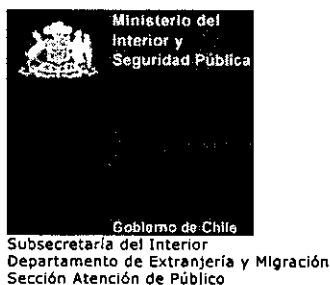 Ministerio del
Interior y
Seguridad Pública
Gobierno de Chile
Subsecretaría del Interior
Departamento de Extranjería y Migración
Sección Atención de Público